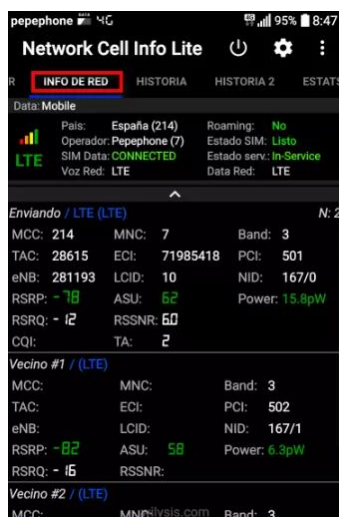 pepephone 4G 95% 8:47
Network Cell Info Lite
R INFO DE RED HISTORIA HISTORIA 2 ESTATS
Data: Mobile
LTE
Pais: España (214) Roaming: No
Operador: Pepephone (7) Estado SIM: Listo
SIM Data: CONNECTED Estado serv.: In-Service
Voz Red: LTE Data Red: LTE
Enviando / LTE (LTE) N: 2
MCC: 214 MNC: 7 Band: 3
TAC: 28615 ECI: 71985418 PCI: 501
eNB: 281193 LCID: 10 NID: 167/0
RSRP: -78 ASU: 62 Power: 15.8pW
RSRQ: -12 RSSNR: 6.0
CQI: TA: 2
Vecino #1 / (LTE)
MCC: MNC: Band: 3
TAC: ECI: PCI: 502
eNB: LCID: NID: 167/1
RSRP: -82 ASU: 58 Power: 6.3pW
RSRQ: -16 RSSNR:
Vecino #2 / (LTE)
MCC: MNC: Band: 3